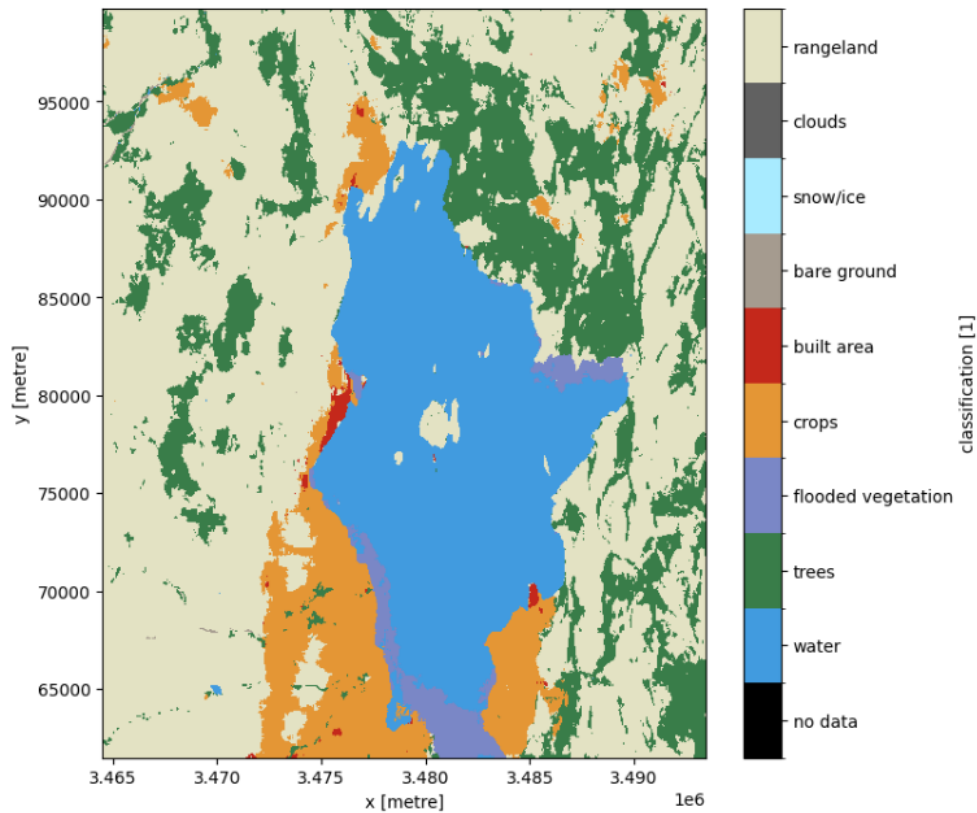 95000
90000
85000
80000
75000
70000
65000
y [metre]
3.465 3.470 3.475 3.480 3.485 3.490
1e6
x [metre]
rangeland
clouds
snow/ice
bare ground
built area
crops
flooded vegetation
trees
water
no data
classification [1]